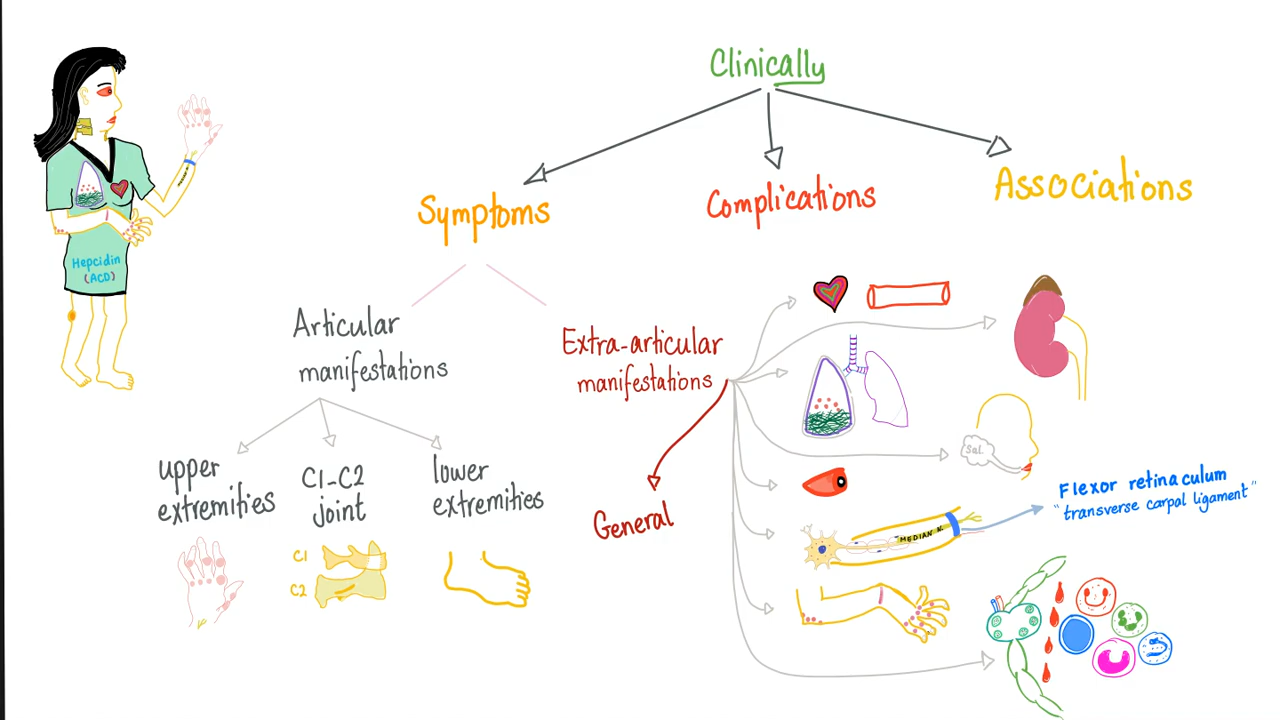 Clinically
Symptoms
Complications
Associations
Hepcidin
(ACD)
MEDIAN N.
Articular
manifestations
Extra-articular
manifestations
upper
extremities
C1-C2
joint
lower
extremities
General
C1
C2
Sal.
MEDIAN N.
Flexor retinaculum
"transverse carpal ligament"